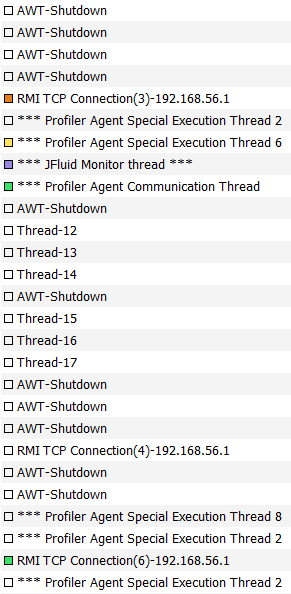 AWT-Shutdown
AWT-Shutdown
AWT-Shutdown
AWT-Shutdown
RMI TCP Connection(3)-192.168.56.1
*** Profiler Agent Special Execution Thread 2
*** Profiler Agent Special Execution Thread 6
*** JFluid Monitor thread ***
*** Profiler Agent Communication Thread
AWT-Shutdown
Thread-12
Thread-13
Thread-14
AWT-Shutdown
Thread-15
Thread-16
Thread-17
AWT-Shutdown
AWT-Shutdown
AWT-Shutdown
RMI TCP Connection(4)-192.168.56.1
AWT-Shutdown
AWT-Shutdown
*** Profiler Agent Special Execution Thread 8
*** Profiler Agent Special Execution Thread 2
RMI TCP Connection(6)-192.168.56.1
*** Profiler Agent Special Execution Thread 2